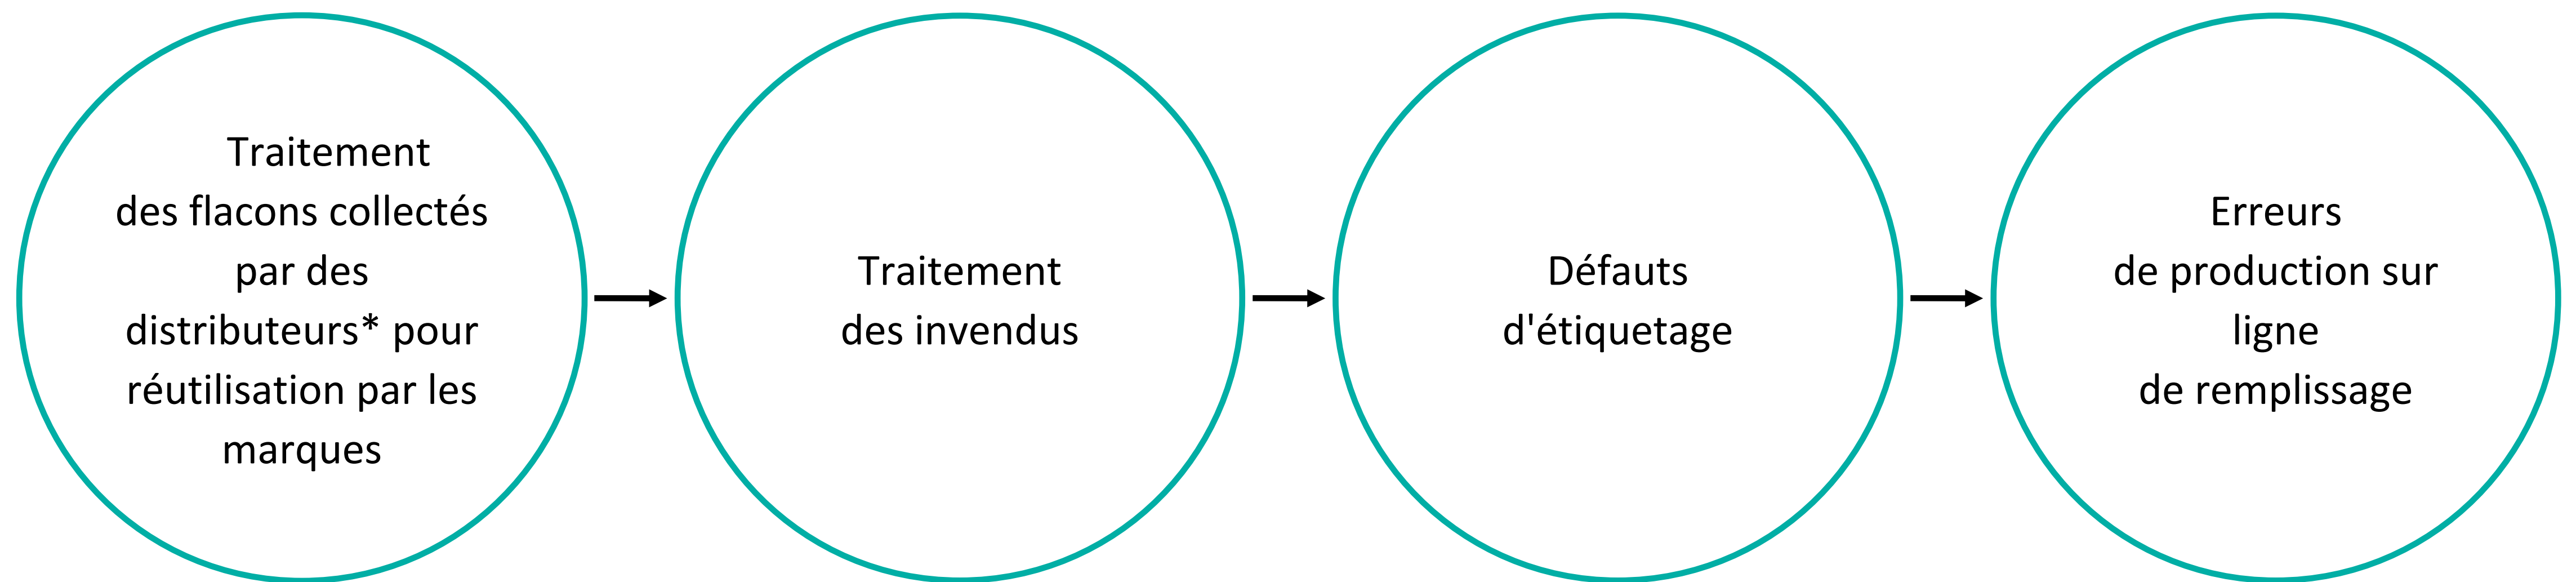 Traitement
des flacons collectés
par des
distributeurs* pour
réutilisation par les
marques
Traitement
des invendus
Défauts
d'étiquetage
Erreurs
de production sur
ligne
de remplissage